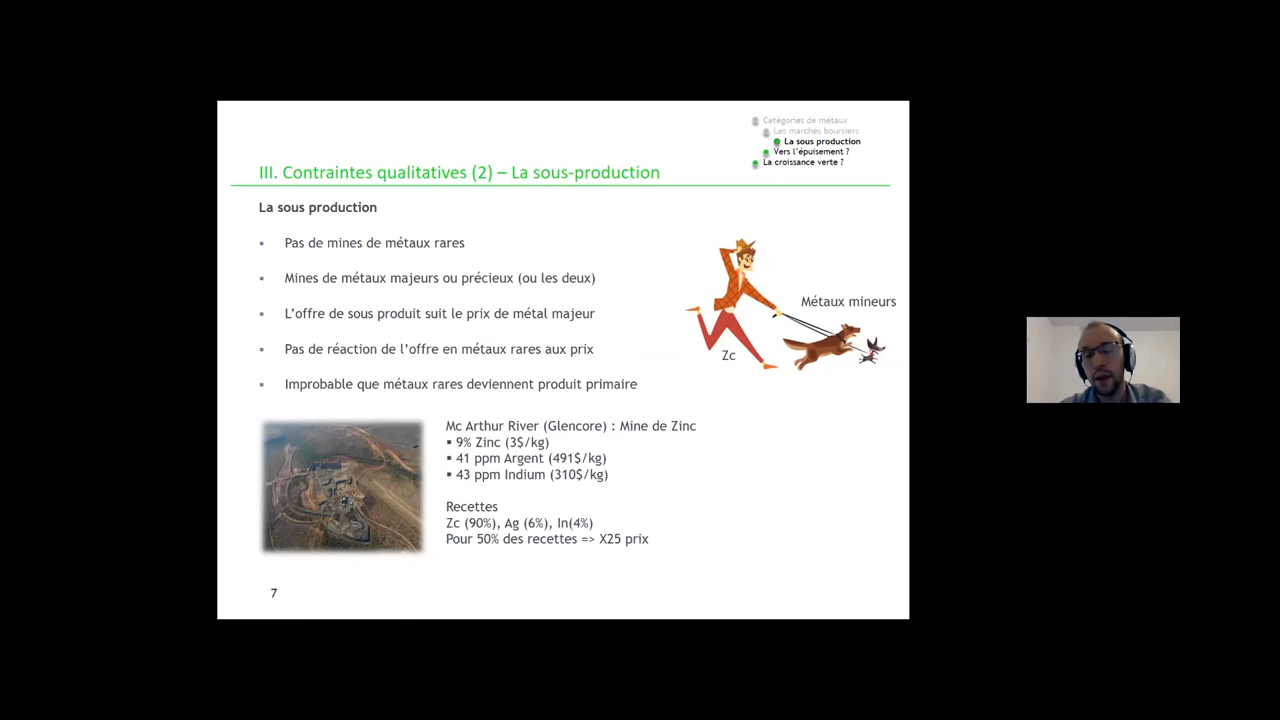 Catégories de métaux
Les marchés boursiers
La sous production
Vers l'épuisement ?
La croissance verte ?
III. Contraintes qualitatives (2) – La sous-production
La sous production
▪ Pas de mines de métaux rares
▪ Mines de métaux majeurs ou précieux (ou les deux)
▪ L'offre de sous produit suit le prix de métal majeur
▪ Pas de réaction de l'offre en métaux rares aux prix
▪ Improbable que métaux rares deviennent produit primaire
Métaux mineurs
Zc
Mc Arthur River (Glencore) : Mine de Zinc
▪ 9% Zinc (3$/kg)
▪ 41 ppm Argent (491$/kg)
▪ 43 ppm Indium (310$/kg)
Recettes
Zc (90%), Ag (6%), In(4%)
Pour 50% des recettes => X25 prix
7